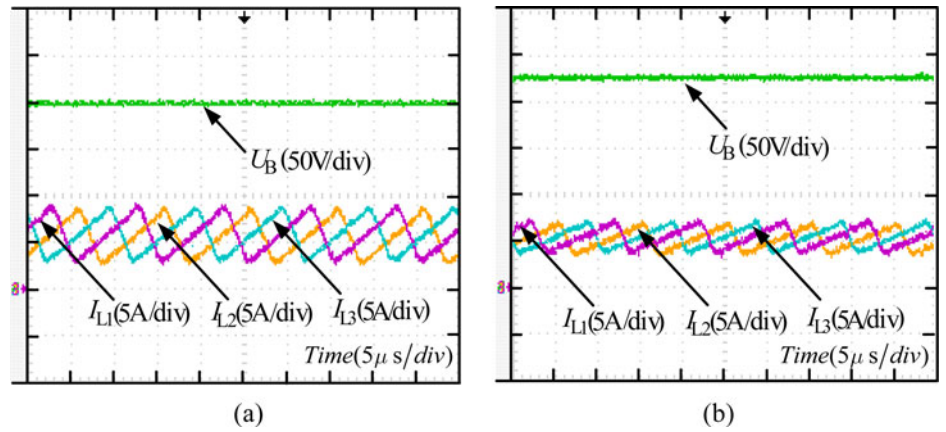 U_B (50V/div)
I_L1(5A/div) I_L2(5A/div) I_L3(5A/div)
Time(5μs/div)
(a)
U_B (50V/div)
I_L1(5A/div) I_L2(5A/div) I_L3(5A/div)
Time(5μs/div)
(b)